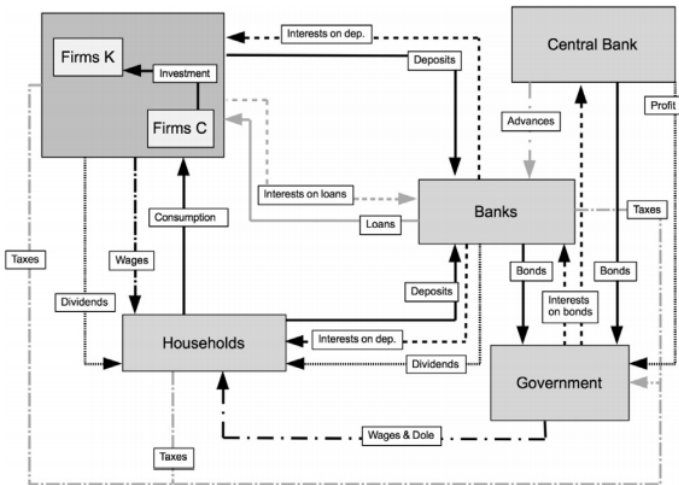 Interests on dep.
Central Bank
Firms K
Deposits
Investment
Profit
Advances
Firms C
Interests on loans
Banks
Taxes
Consumption
Loans
Taxes
Wages
Bonds
Bonds
Deposits
Dividends
Interests
on bonds
Households
Interests on dep.
Dividends
Government
Wages & Dole
Taxes